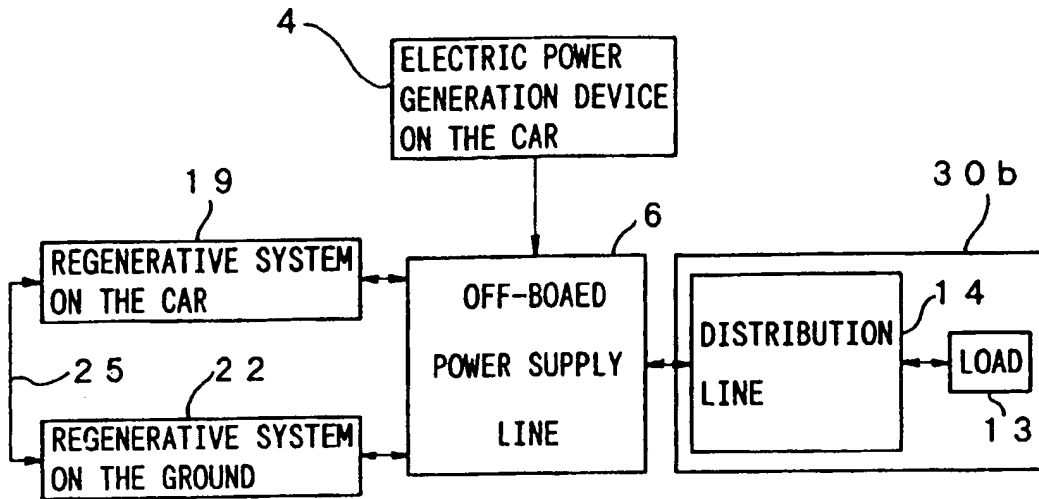 4
ELECTRIC POWER
GENERATION DEVICE
ON THE CAR
30b
19
6
REGENERATIVE SYSTEM
ON THE CAR
OFF-BOAED
POWER SUPPLY
LINE
14
DISTRIBUTION
LINE
LOAD
13
25
22
REGENERATIVE SYSTEM
ON THE GROUND